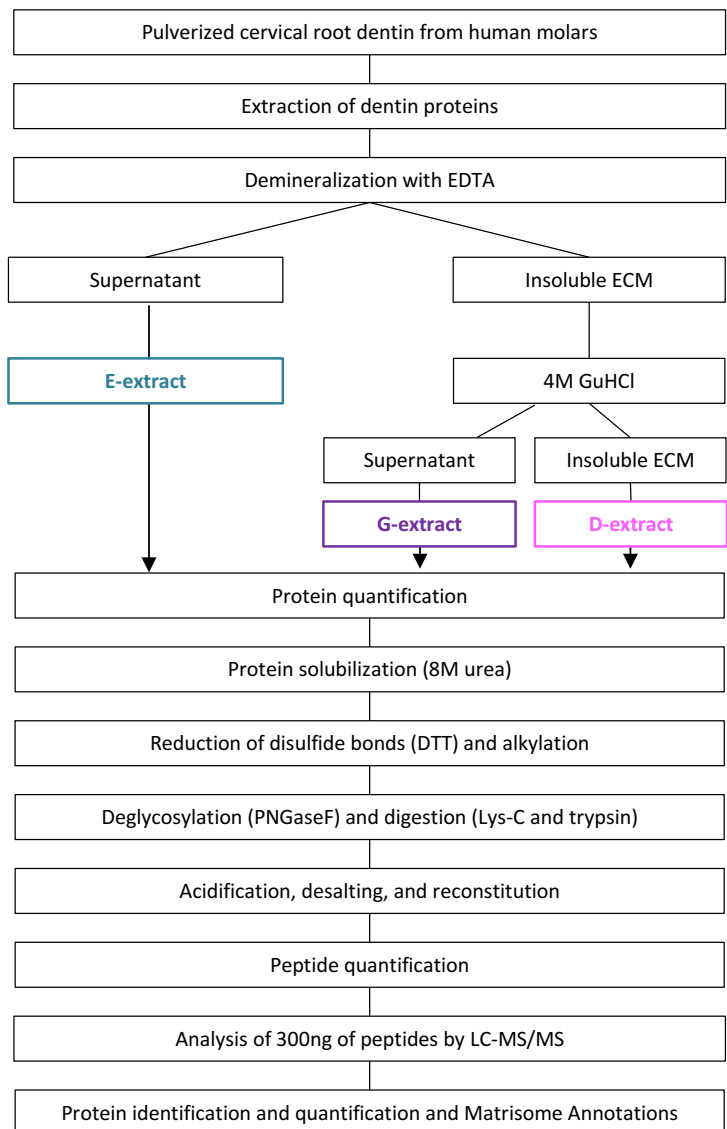 Pulverized cervical root dentin from human molars
Extraction of dentin proteins
Demineralization with EDTA
Supernatant
Insoluble ECM
E-extract
4M GuHCl
Supernatant
Insoluble ECM
G-extract
D-extract
Protein quantification
Protein solubilization (8M urea)
Reduction of disulfide bonds (DTT) and alkylation
Deglycosylation (PNGaseF) and digestion (Lys-C and trypsin)
Acidification, desalting, and reconstitution
Peptide quantification
Analysis of 300ng of peptides by LC-MS/MS
Protein identification and quantification and Matrisome Annotations